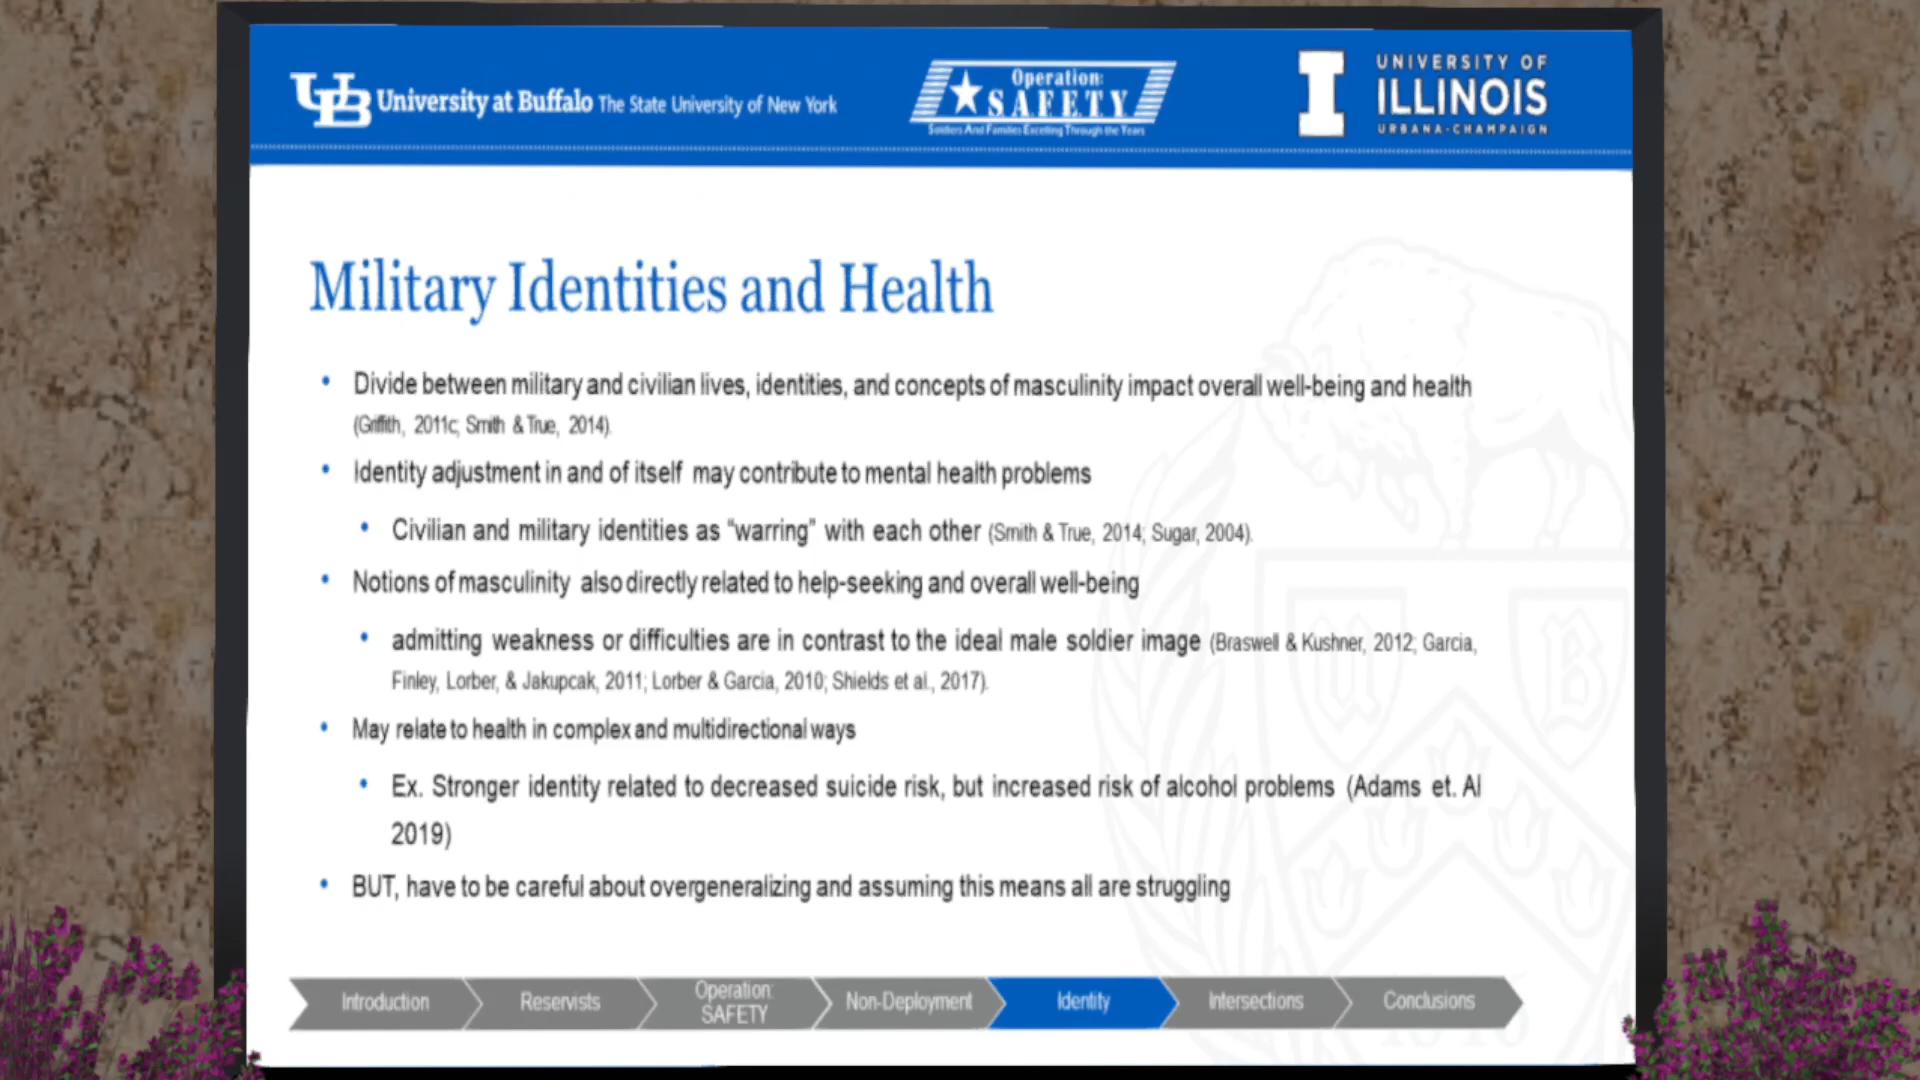 UB University at Buffalo The State University of New York
Operation:
SAFETY
Soldiers And Families Excelling Through the Years
I UNIVERSITY OF
ILLINOIS
URBANA-CHAMPAIGN
Military Identities and Health
• Divide between military and civilian lives, identities, and concepts of masculinity impact overall well-being and health
(Griffith, 2011c; Smith & True, 2014).
• Identity adjustment in and of itself may contribute to mental health problems
• Civilian and military identities as “warring” with each other (Smith & True, 2014; Sugar, 2004).
• Notions of masculinity also directly related to help-seeking and overall well-being
• admitting weakness or difficulties are in contrast to the ideal male soldier image (Braswell & Kushner, 2012; Garcia,
Finley, Lorber, & Jakupcak, 2011; Lorber & Garcia, 2010; Shields et al., 2017).
• May relate to health in complex and multidirectional ways
• Ex. Stronger identity related to decreased suicide risk, but increased risk of alcohol problems (Adams et. Al
2019)
• BUT, have to be careful about overgeneralizing and assuming this means all are struggling
Introduction
Reservists
Operation:
SAFETY
Non-Deployment
Identity
Intersections
Conclusions
U B